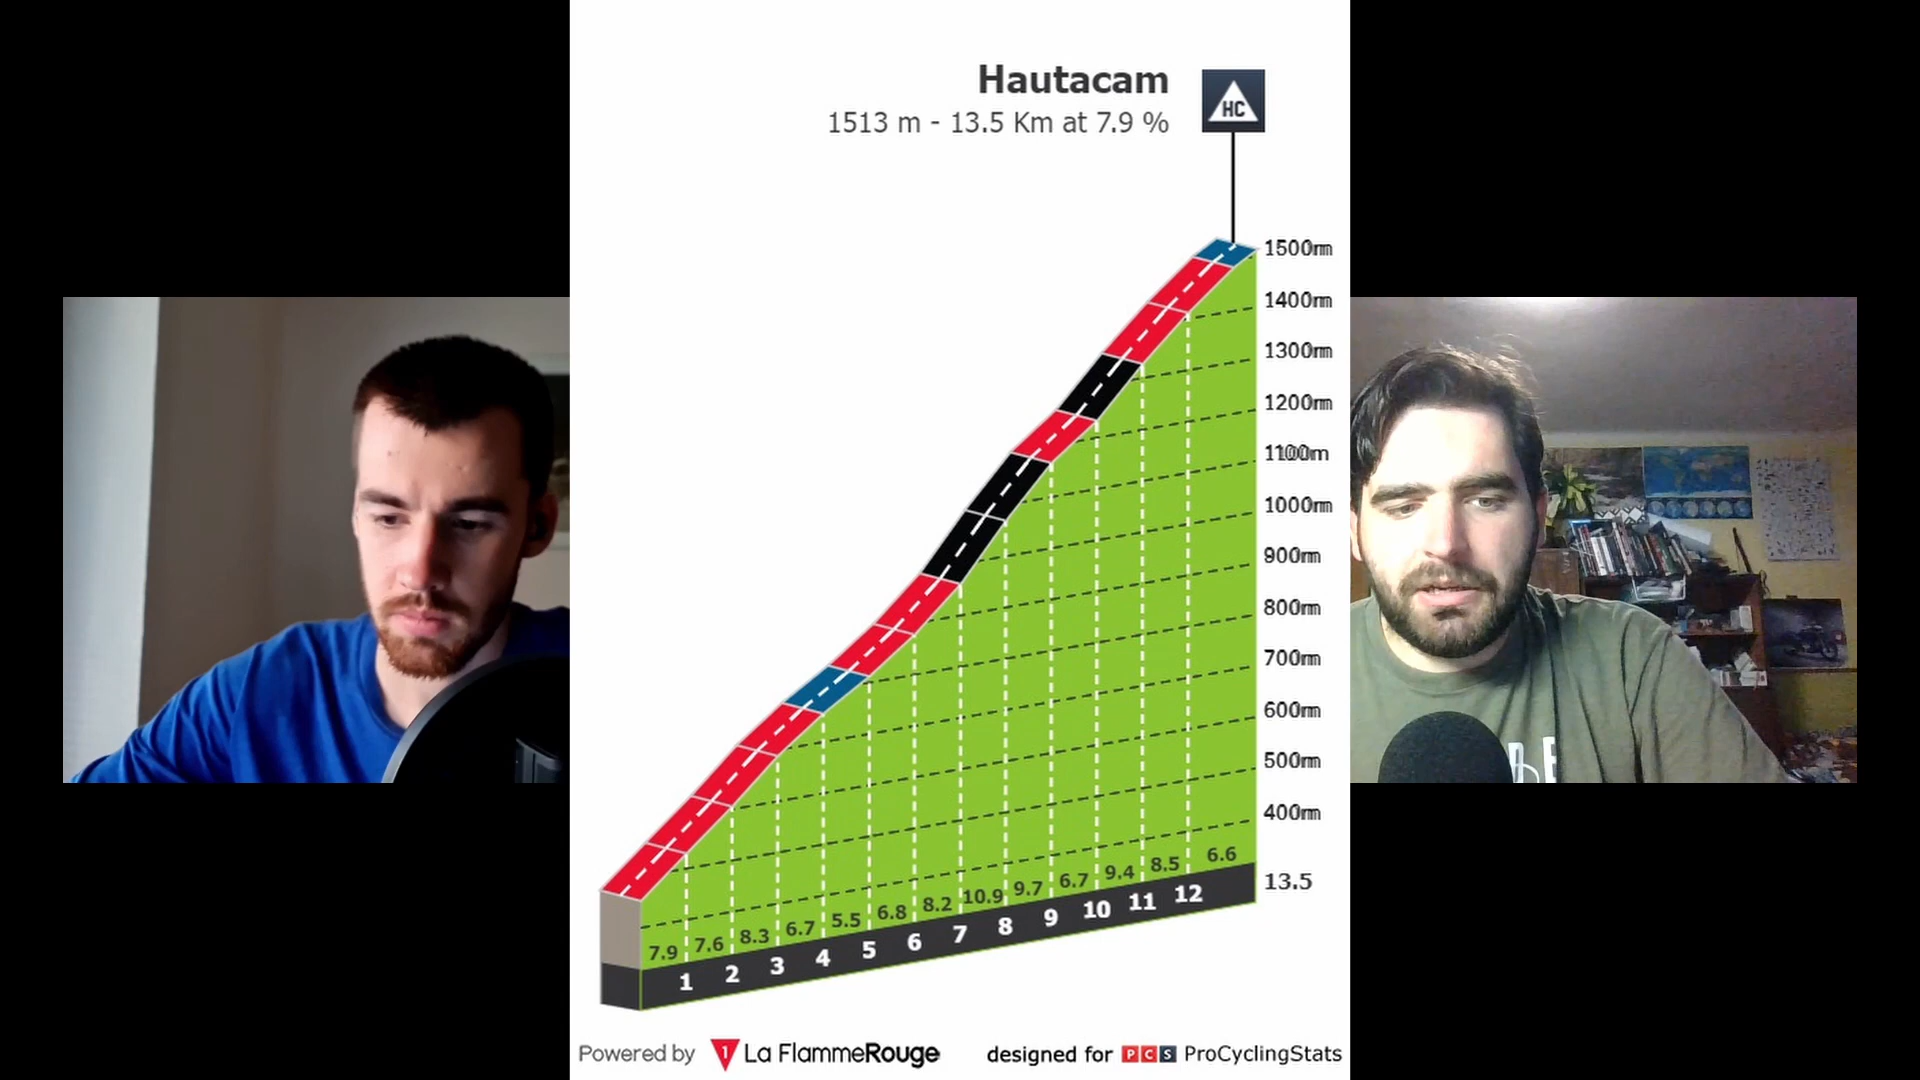 Hautacam
HC
1513 m - 13.5 Km at 7.9 %
1500m
1400m
1300m
1200m
1100m
1000m
900m
800m
700m
600m
500m
400m
13.5
7.9 7.6 8.3 6.7 5.5 6.8 8.2 10.9 9.7 6.7 9.4 8.5 6.6
1 2 3 4 5 6 7 8 9 10 11 12
Powered by 1 La FlammeRouge designed for PCS ProCyclingStats